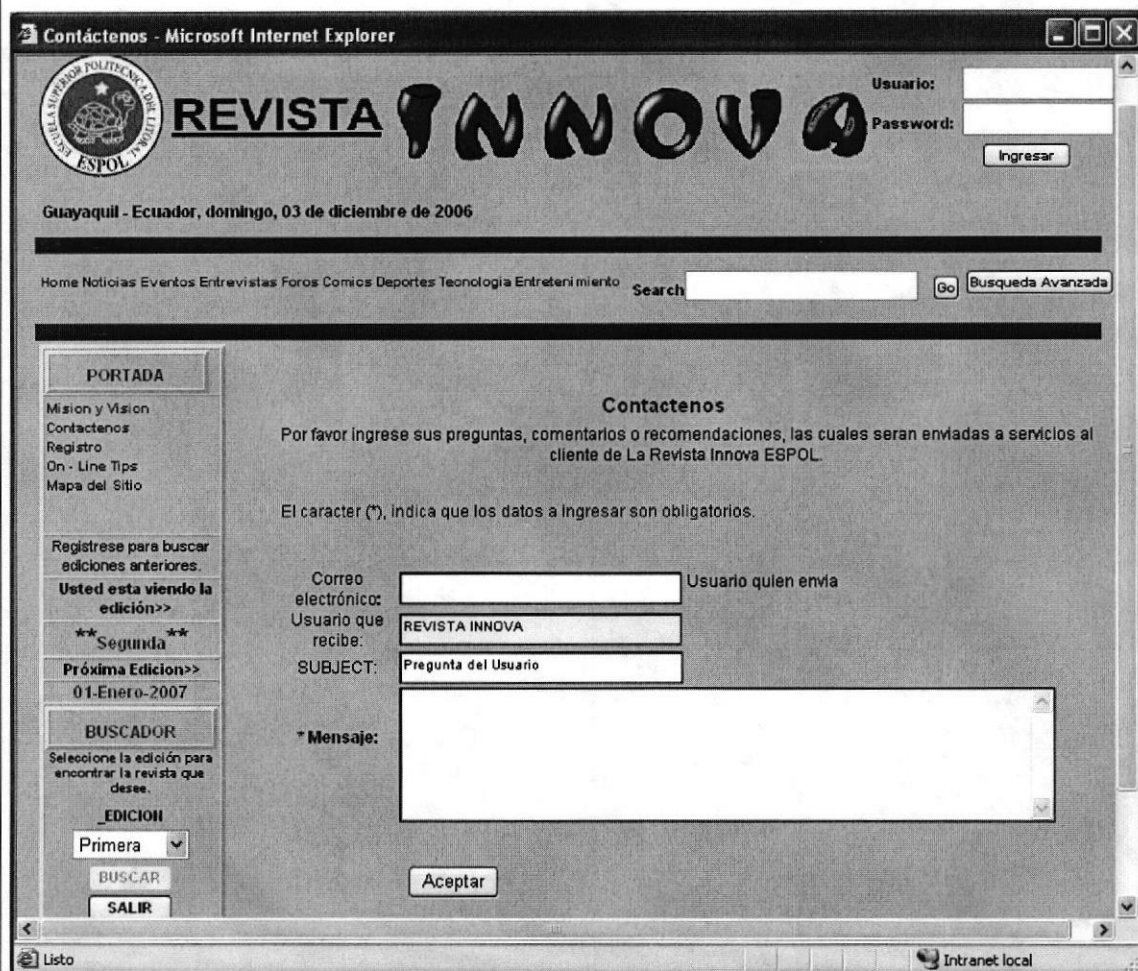 Contáctenos - Microsoft Internet Explorer
ESCUELA SUPERIOR POLITECNICA DEL LITORAL
ESPOL
REVISTA INNOVA
Usuario:
Password:
Ingresar
Guayaquil - Ecuador, domingo, 03 de diciembre de 2006
Home Noticias Eventos Entrevistas Foros Comics Deportes Tecnologia Entretenimiento
Search
Go
Busqueda Avanzada
PORTADA
Mision y Vision
Contactenos
Registro
On - Line Tips
Mapa del Sitio
Registrese para buscar
ediciones anteriores.
Usted esta viendo la
edición>>
**Segunda**
Próxima Edicion>>
01-Enero-2007
BUSCADOR
Seleccione la edición para
encontrar la revista que
desee.
_EDICION
Primera
BUSCAR
SALIR
Contactenos
Por favor ingrese sus preguntas, comentarios o recomendaciones, las cuales seran enviadas a servicios al
cliente de La Revista Innova ESPOL.
El caracter (*), indica que los datos a ingresar son obligatorios.
Correo
electrónico:
Usuario quien envia
Usuario que
recibe:
REVISTA INNOVA
SUBJECT:
Pregunta del Usuario
* Mensaje:
Aceptar
Listo
Intranet local